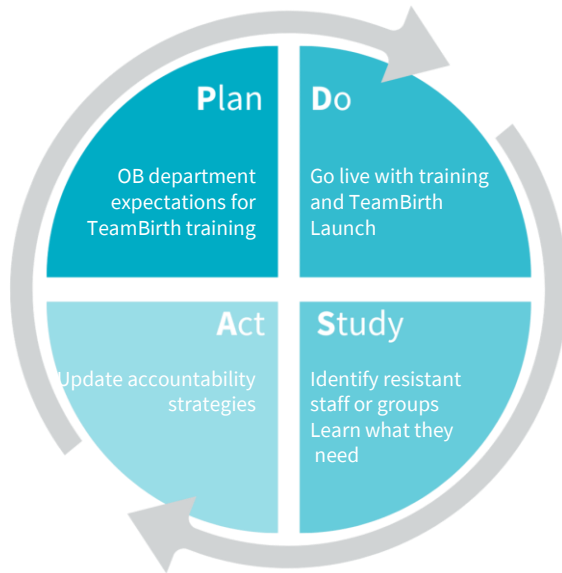 Plan
OB department
expectations for
TeamBirth training
Do
Go live with training
and TeamBirth
Launch
Act
Update accountability
strategies
Study
Identify resistant
staff or groups
Learn what they
need